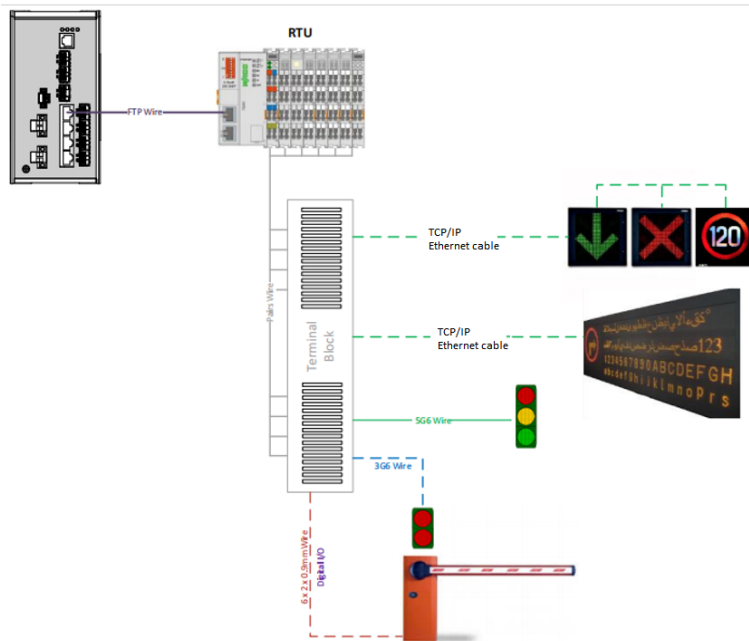 RTU
FTP Wire
Pairs Wire
Terminal
Block
TCP/IP
Ethernet cable
120
TCP/IP
Ethernet cable
123
1234567890ABCDEFGH
abcdefghijklmnoprs
5G6 Wire
3G6 Wire
6 x 2 x 0.9mm Wire
Digital I/O